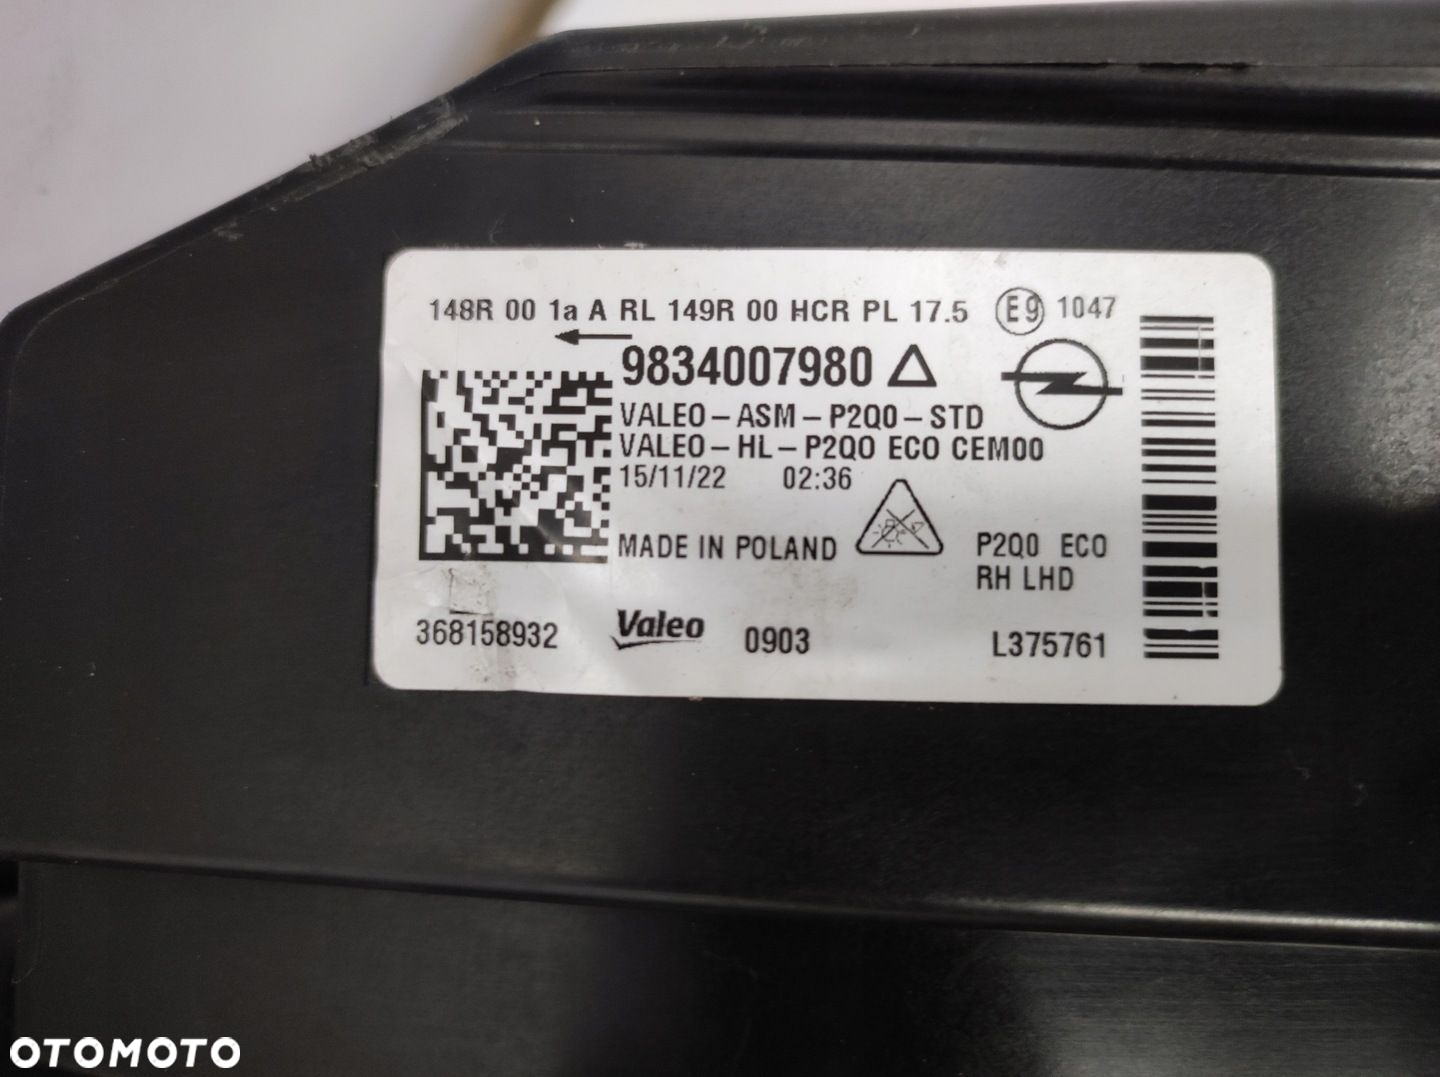 148R 00 1a A RL 149R 00 HCR PL 17.5 E9 1047
9834007980
VALEO-ASM-P2Q0-STD
VALEO-HL-P2Q0 ECO CEM00
15/11/22 02:36
MADE IN POLAND
P2Q0 ECO
RH LHD
368158932
Valeo
0903
L375761
OTOMOTO